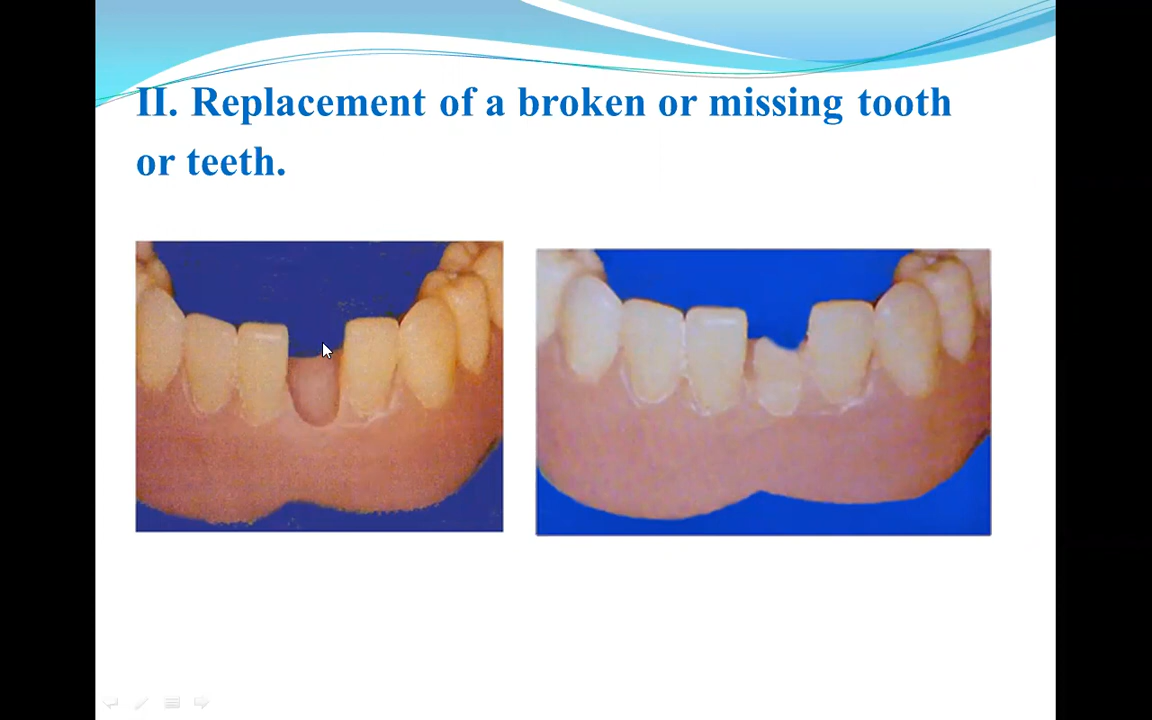 II. Replacement of a broken or missing tooth
or teeth.